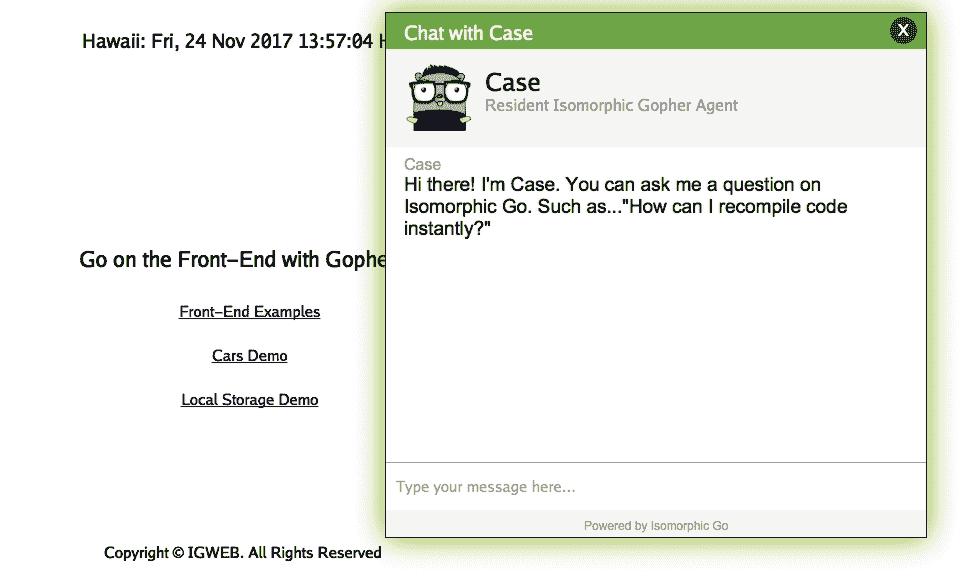 Hawaii: Fri, 24 Nov 2017 13:57:04
Go on the Front-End with
Front-End Examples
Cars Demo
Local Storage Demo
Copyright © IGWEB. All Rights Reserved
Chat with Case
X
Case
Resident Isomorphic Gopher Agent
Case
Hi there! I'm Case. You can ask me a question on
Isomorphic Go. Such as..."How can I recompile code
instantly?"
Type your message here...
Powered by Isomorphic Go